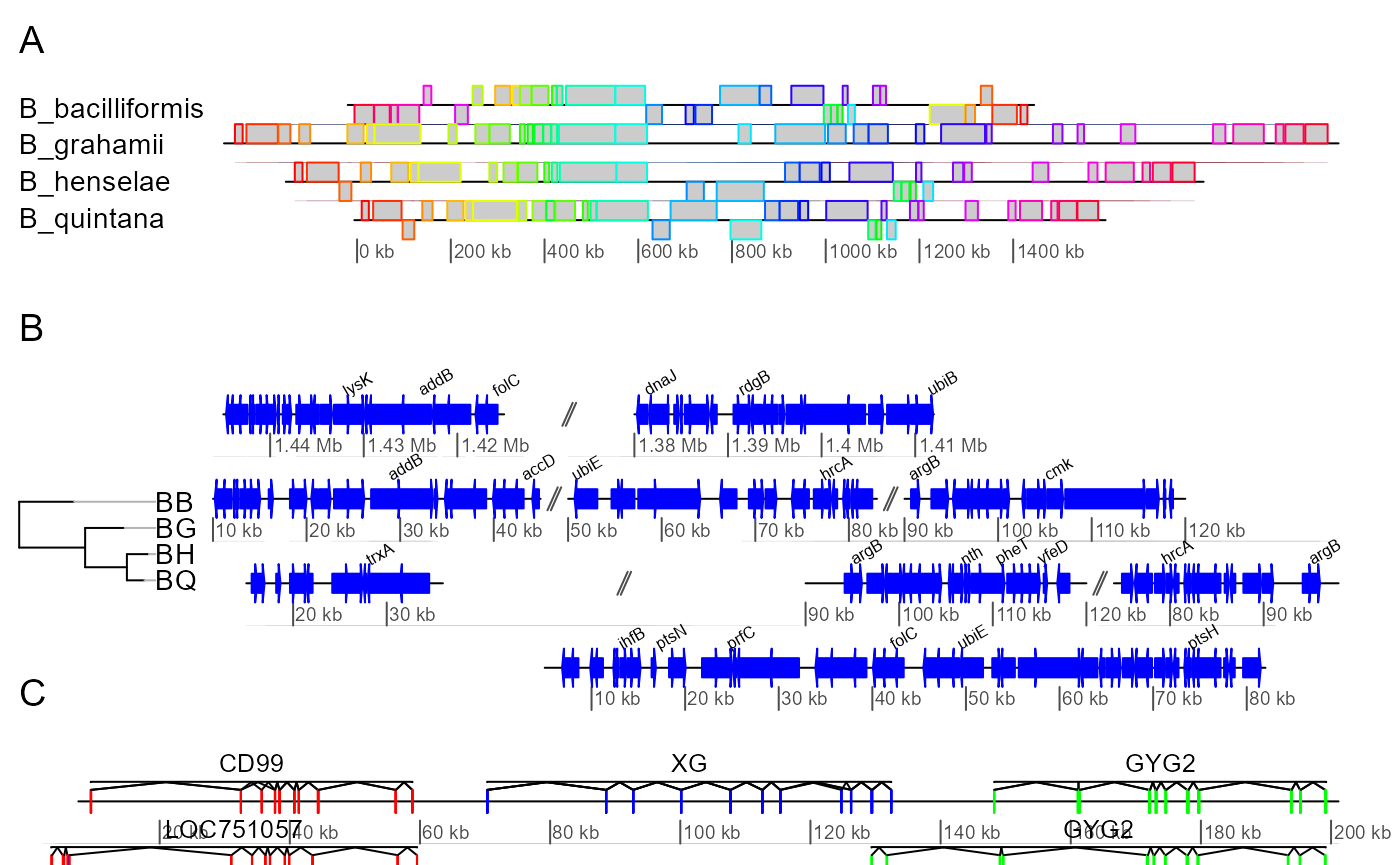 A
B_bacilliformis
B_grahamii
B_henselae
B_quintana
0 kb 200 kb 400 kb 600 kb 800 kb 1000 kb 1200 kb 1400 kb
B
lysK addB folC dnaJ rdgB ubiB
1.44 Mb 1.43 Mb 1.42 Mb 1.38 Mb 1.39 Mb 1.4 Mb 1.41 Mb
addB accD ubiE hrcA argB cmk
BB
10 kb 20 kb 30 kb 40 kb 50 kb 60 kb 70 kb 80 kb 90 kb 100 kb 110 kb 120 kb
BG
BH
trxA argB nth pheT yfeD hrcA argB
BQ
20 kb 30 kb 90 kb 100 kb 110 kb 120 kb 80 kb 90 kb
ihfB ptsN prfC folC ubiE ptsH
10 kb 20 kb 30 kb 40 kb 50 kb 60 kb 70 kb 80 kb
C
CD99 XG GYG2
20 kb 40 kb 60 kb 80 kb 100 kb 120 kb 140 kb 160 kb 180 kb 200 kb
LOC751057 GYG2